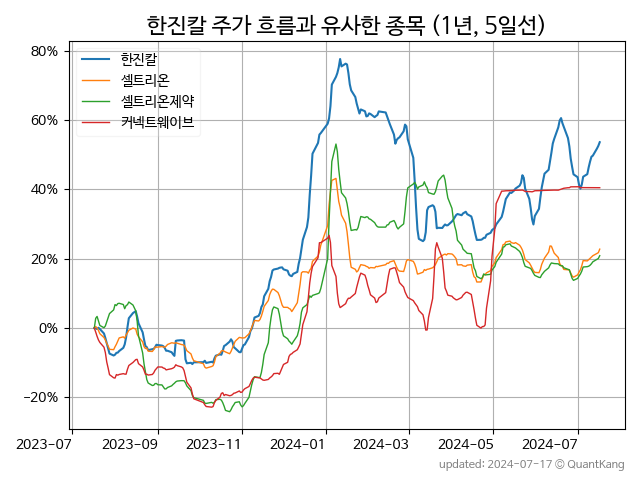 한진칼 주가 흐름과 유사한 종목 (1년, 5일선)
한진칼
셀트리온
셀트리온제약
커넥트웨이브
80%
60%
40%
20%
0%
−20%
2023-07 2023-09 2023-11 2024-01 2024-03 2024-05 2024-07
updated: 2024-07-17 © QuantKang